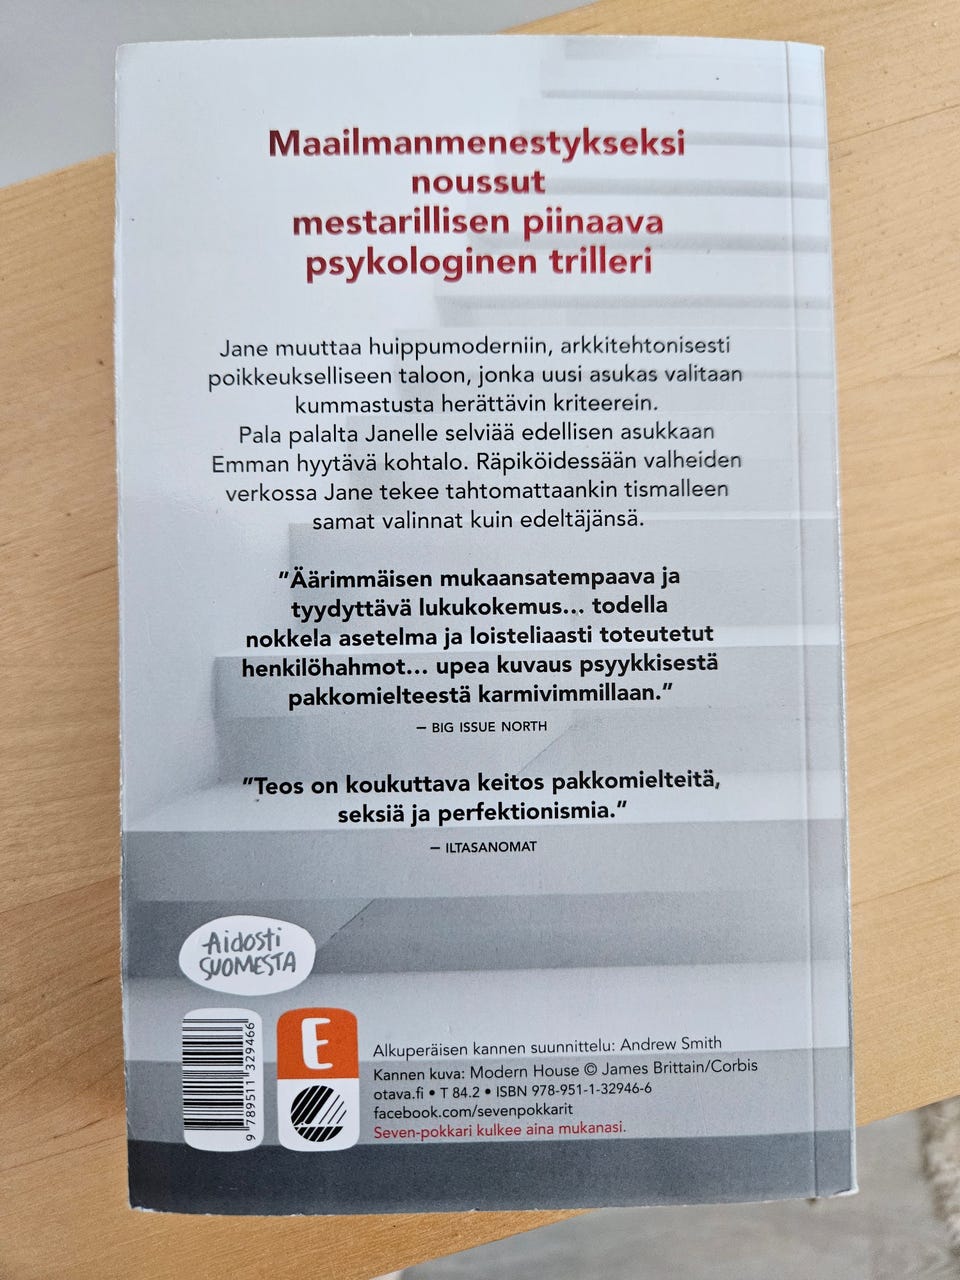 Maailmanmenestykseksi
noussut
mestarillisen piinaava
psykologinen trilleri
Jane muuttaa huippumoderniin, arkkitehtonisesti
poikkeukselliseen taloon, jonka uusi asukas valitaan
kummastusta herättävin kriteerein.
Pala palalta Janelle selviää edellisen asukkaan
Emman hyytävä kohtalo. Räpiköidessään valheiden
verkossa Jane tekee tahtomattaankin tismalleen
samat valinnat kuin edeltäjänsä.
”Äärimmäisen mukaansatempaava ja
tyydyttävä lukukokemus... todella
nokkela asetelma ja loisteliaasti toteutetut
henkilöhahmot... upea kuvaus psyykkisestä
pakkomielteestä karmivimmillaan.”
– BIG ISSUE NORTH
”Teos on koukuttava keitos pakkomielteitä,
seksiä ja perfektionismia.”
– ILTASANOMAT
Aidosti
SUOMESTA
9 789511 329466
E
Alkuperäisen kannen suunnittelu: Andrew Smith
Kannen kuva: Modern House © James Brittain/Corbis
otava.fi • T 84.2 • ISBN 978-951-1-32946-6
facebook.com/sevenpokkarit
Seven-pokkari kulkee aina mukanasi.